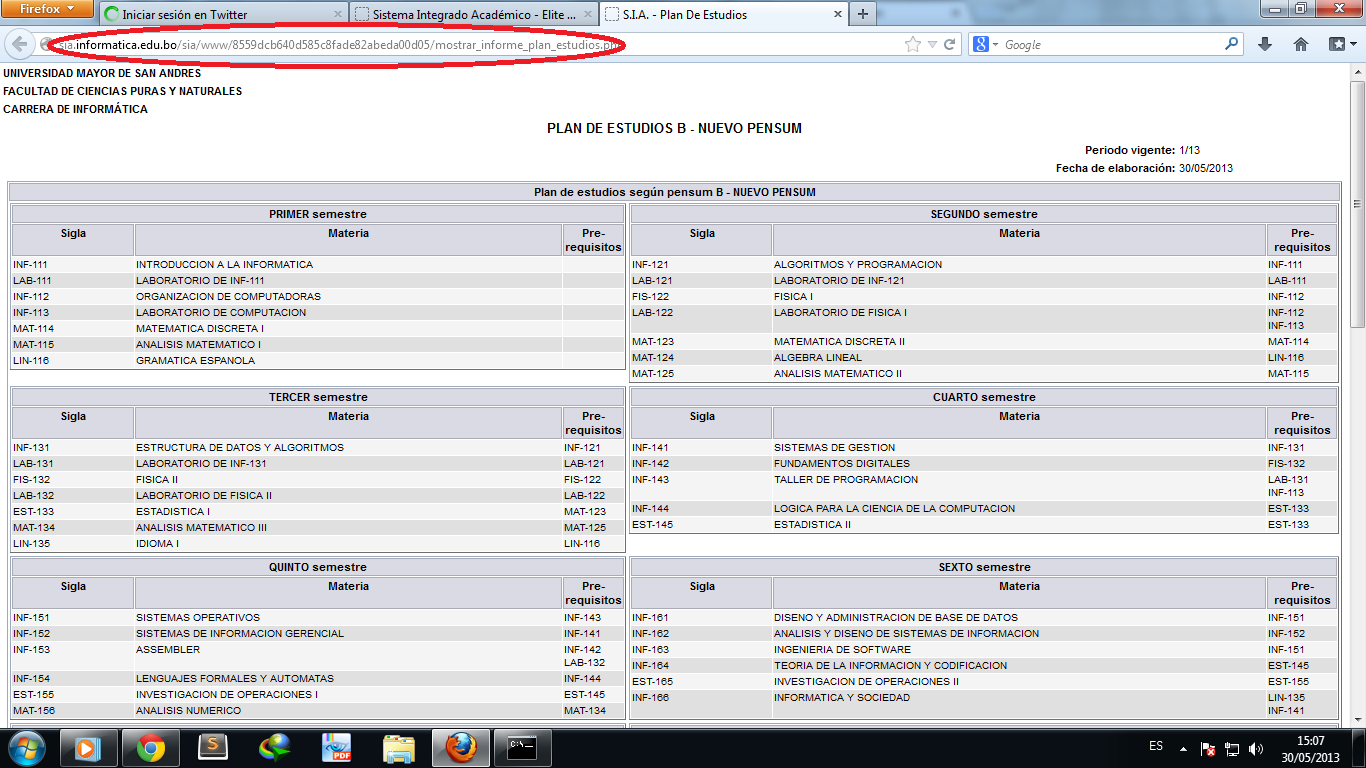 Firefox
Iniciar sesión en Twitter
Sistema Integrado Académico - Elite ...
S.I.A. - Plan De Estudios
sia.informatica.edu.bo/sia/www/8559dcb640d585c8fade82abeda00d05/mostrar_informe_plan_estudios.php
Google
UNIVERSIDAD MAYOR DE SAN ANDRES
FACULTAD DE CIENCIAS PURAS Y NATURALES
CARRERA DE INFORMÁTICA
PLAN DE ESTUDIOS B - NUEVO PENSUM
Periodo vigente: 1/13
Fecha de elaboración: 30/05/2013
Plan de estudios según pensum B - NUEVO PENSUM
PRIMER semestre
Sigla Materia Pre-requisitos
INF-111 INTRODUCCION A LA INFORMATICA
LAB-111 LABORATORIO DE INF-111
INF-112 ORGANIZACION DE COMPUTADORAS
INF-113 LABORATORIO DE COMPUTACION
MAT-114 MATEMATICA DISCRETA I
MAT-115 ANALISIS MATEMATICO I
LIN-116 GRAMATICA ESPANOLA
SEGUNDO semestre
Sigla Materia Pre-requisitos
INF-121 ALGORITMOS Y PROGRAMACION INF-111
LAB-121 LABORATORIO DE INF-121 LAB-111
FIS-122 FISICA I INF-112
LAB-122 LABORATORIO DE FISICA I INF-112
INF-113
MAT-123 MATEMATICA DISCRETA II MAT-114
MAT-124 ALGEBRA LINEAL LIN-116
MAT-125 ANALISIS MATEMATICO II MAT-115
TERCER semestre
Sigla Materia Pre-requisitos
INF-131 ESTRUCTURA DE DATOS Y ALGORITMOS INF-121
LAB-131 LABORATORIO DE INF-131 LAB-121
FIS-132 FISICA II FIS-122
LAB-132 LABORATORIO DE FISICA II LAB-122
EST-133 ESTADISTICA I MAT-123
MAT-134 ANALISIS MATEMATICO III MAT-125
LIN-135 IDIOMA I LIN-116
CUARTO semestre
Sigla Materia Pre-requisitos
INF-141 SISTEMAS DE GESTION INF-131
INF-142 FUNDAMENTOS DIGITALES FIS-132
INF-143 TALLER DE PROGRAMACION LAB-131
INF-113
INF-144 LOGICA PARA LA CIENCIA DE LA COMPUTACION EST-133
EST-145 ESTADISTICA II EST-133
QUINTO semestre
Sigla Materia Pre-requisitos
INF-151 SISTEMAS OPERATIVOS INF-143
INF-152 SISTEMAS DE INFORMACION GERENCIAL INF-141
INF-153 ASSEMBLER INF-142
LAB-132
INF-154 LENGUAJES FORMALES Y AUTOMATAS INF-144
EST-155 INVESTIGACION DE OPERACIONES I EST-145
MAT-156 ANALISIS NUMERICO MAT-134
SEXTO semestre
Sigla Materia Pre-requisitos
INF-161 DISENO Y ADMINISTRACION DE BASE DE DATOS INF-151
INF-162 ANALISIS Y DISENO DE SISTEMAS DE INFORMACION INF-152
INF-163 INGENIERIA DE SOFTWARE INF-151
INF-164 TEORIA DE LA INFORMACION Y CODIFICACION EST-145
EST-165 INVESTIGACION DE OPERACIONES II EST-155
INF-166 INFORMATICA Y SOCIEDAD LIN-135
INF-141
PDF
C:\
ES
15:07
30/05/2013